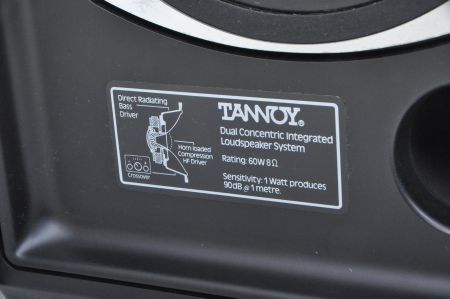 Direct Radiating
Bass
Driver
Horn loaded
Compression
HF Driver
Crossover
TANNOY®
Dual Concentric Integrated
Loudspeaker System
Rating: 60W 8Ω
Sensitivity: 1 Watt produces
90dB @ 1 metre.